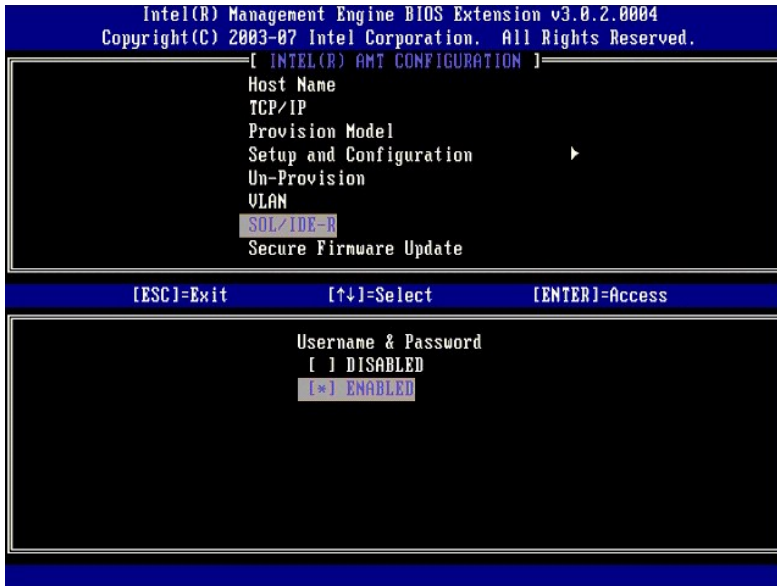 Intel(R) Management Engine BIOS Extension v3.0.2.0004
Copyright(C) 2003-07 Intel Corporation. All Rights Reserved.
[ INTEL(R) AMT CONFIGURATION ]
Host Name
TCP/IP
Provision Model
Setup and Configuration
Un-Provision
VLAN
SOL/IDE-R
Secure Firmware Update
[ESC]=Exit [↑↓]=Select [ENTER]=Access
Username & Password
[ ] DISABLED
[*] ENABLED